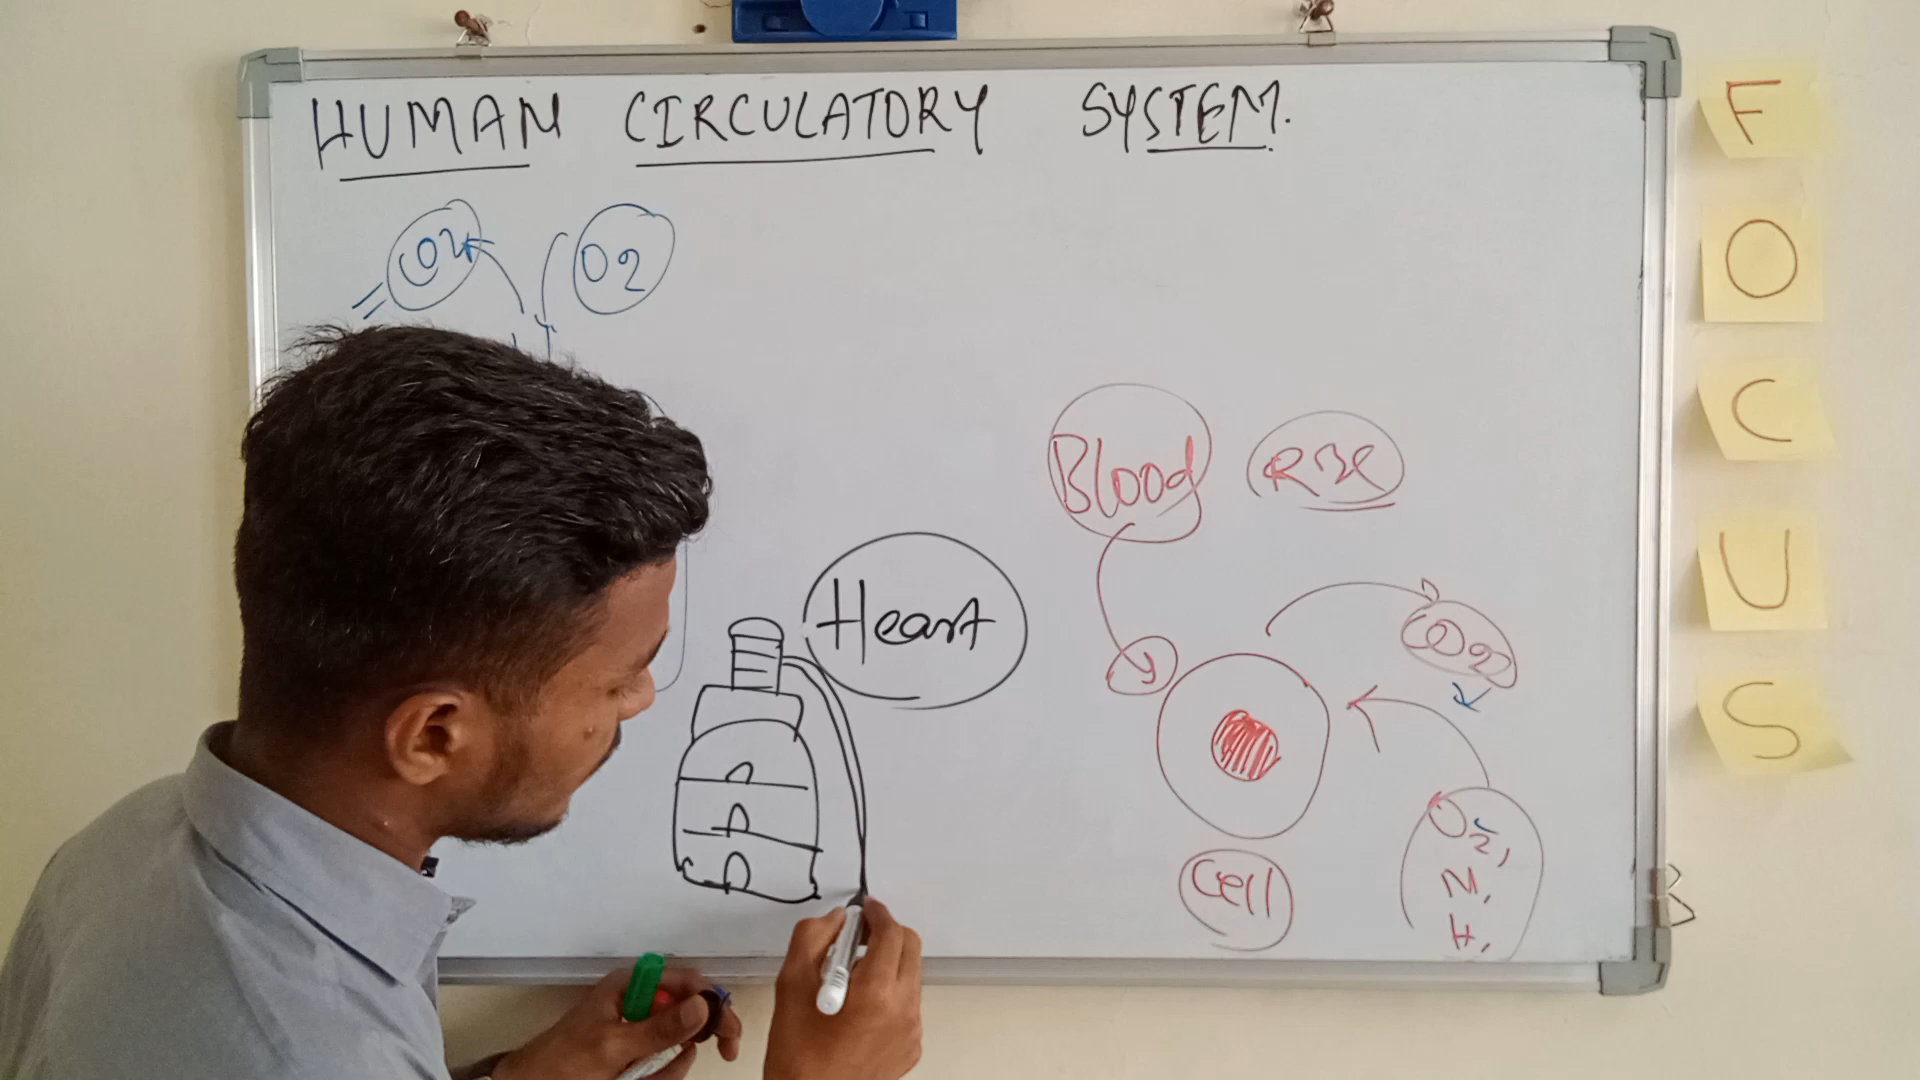 HUMAN CIRCULATORY SYSTEM.
CO2 O2
Blood RBC
Heart
CO2
Cell
O2,
N,
H,
F
O
C
U
S